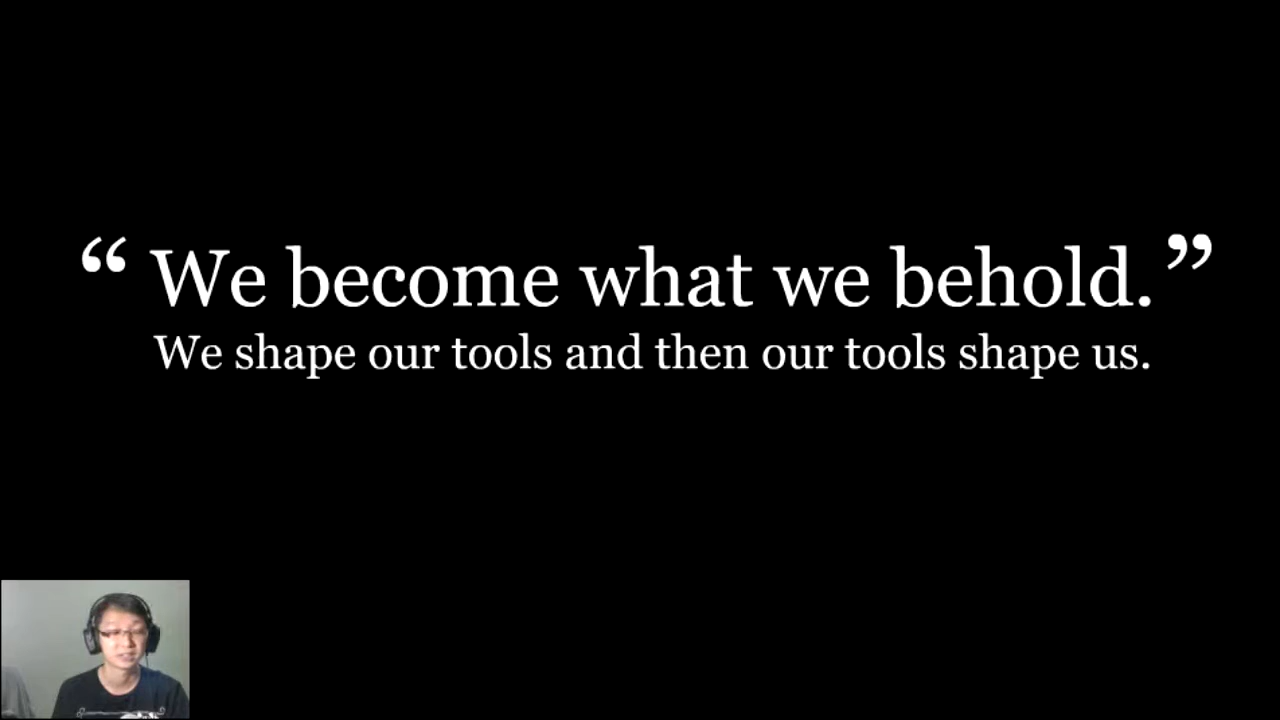 “ We become what we behold.”
We shape our tools and then our tools shape us.